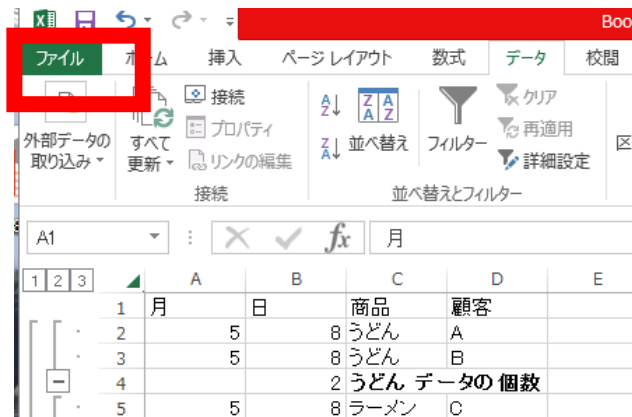 Boo
ファイル ホーム 挿入 ページ レイアウト 数式 データ 校閲
外部データの
取り込み
すべて
更新
接続
プロパティ
リンクの編集
接続
並べ替え
フィルター
クリア
再適用
詳細設定
並べ替えとフィルター
区
A1 fx 月
1 2 3 A B C D E
1 月 日 商品 顧客
2 5 8 うどん A
3 5 8 うどん B
4 2 うどん データの 個数
5 5 8 ラーメン C